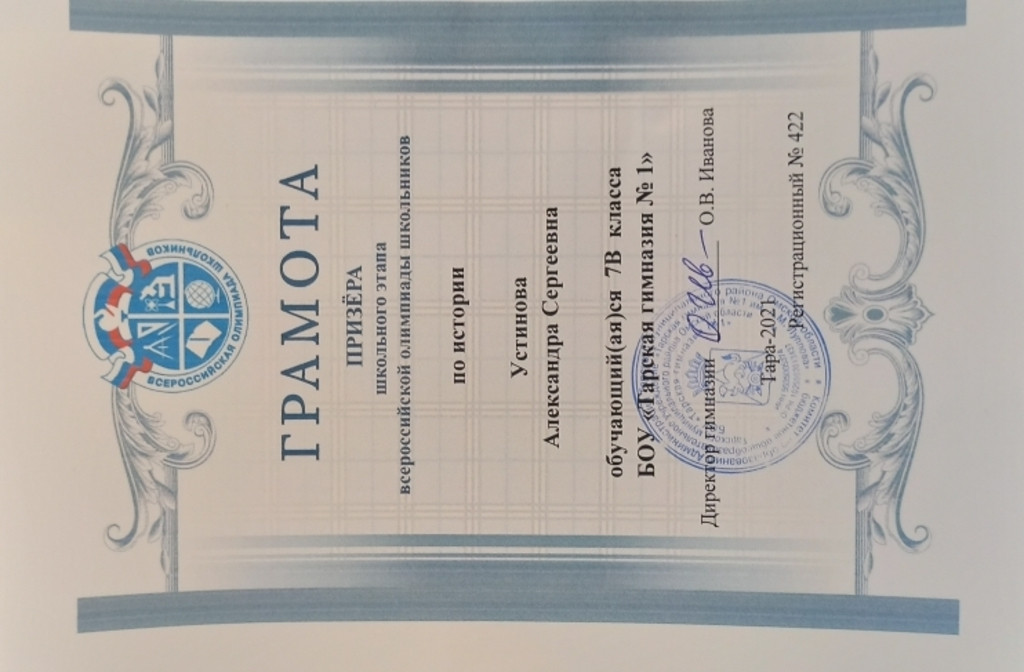 ВСЕРОССИЙСКАЯ ОЛИМПИАДА ШКОЛЬНИКОВ
ГРАМОТА
ПРИЗЁРА
школьного этапа
всероссийской олимпиады школьников
по истории
Устинова
Александра Сергеевна
обучающий(ая)ся 7В класса
БОУ «Тарская гимназия № 1»
Директор гимназии О.В. Иванова
Тара-2021
Регистрационный № 422